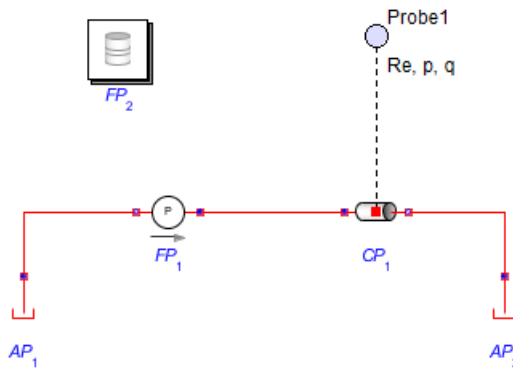 Probe1
Re, p, q
FP₂
P
FP₁
CP₁
AP₁